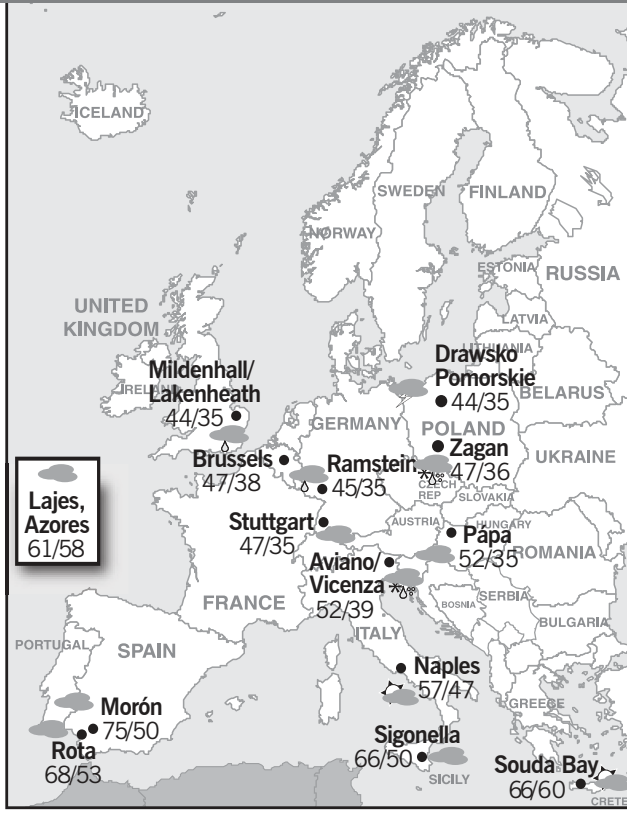 ICELAND
SWEDEN
FINLAND
NORWAY
ESTONIA
RUSSIA
LATVIA
LITHUANIA
UNITED
KINGDOM
IRELAND
Mildenhall/
Lakenheath
44/35
Drawsko
Pomorskie
44/35
BELARUS
GERMANY
POLAND
Zagan
47/36
UKRAINE
Brussels
47/38
Ramstein
45/35
CZECH
REP
SLOVAKIA
Lajes,
Azores
61/58
Stuttgart
47/35
AUSTRIA
HUNGARY
Pápa
52/35
ROMANIA
Aviano/
Vicenza
52/39
FRANCE
BOSNIA
SERBIA
BULGARIA
ITALY
PORTUGAL
SPAIN
Naples
57/47
GREECE
Morón
75/50
Rota
68/53
Sigonella
66/50
SICILY
Souda Bay
66/60
CRETE